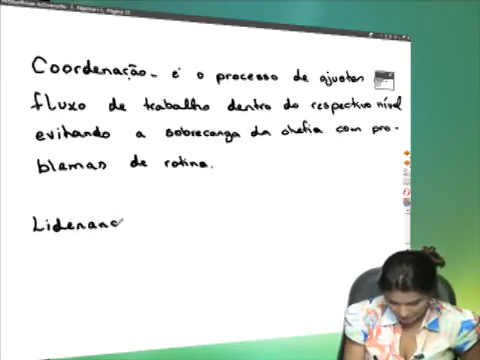 Coordenação - é o processo de ajustar
fluxo de trabalho dentro do respectivo nível
evitando a sobrecarga da chefia com pro-
blemas de rotina.
Lideranc